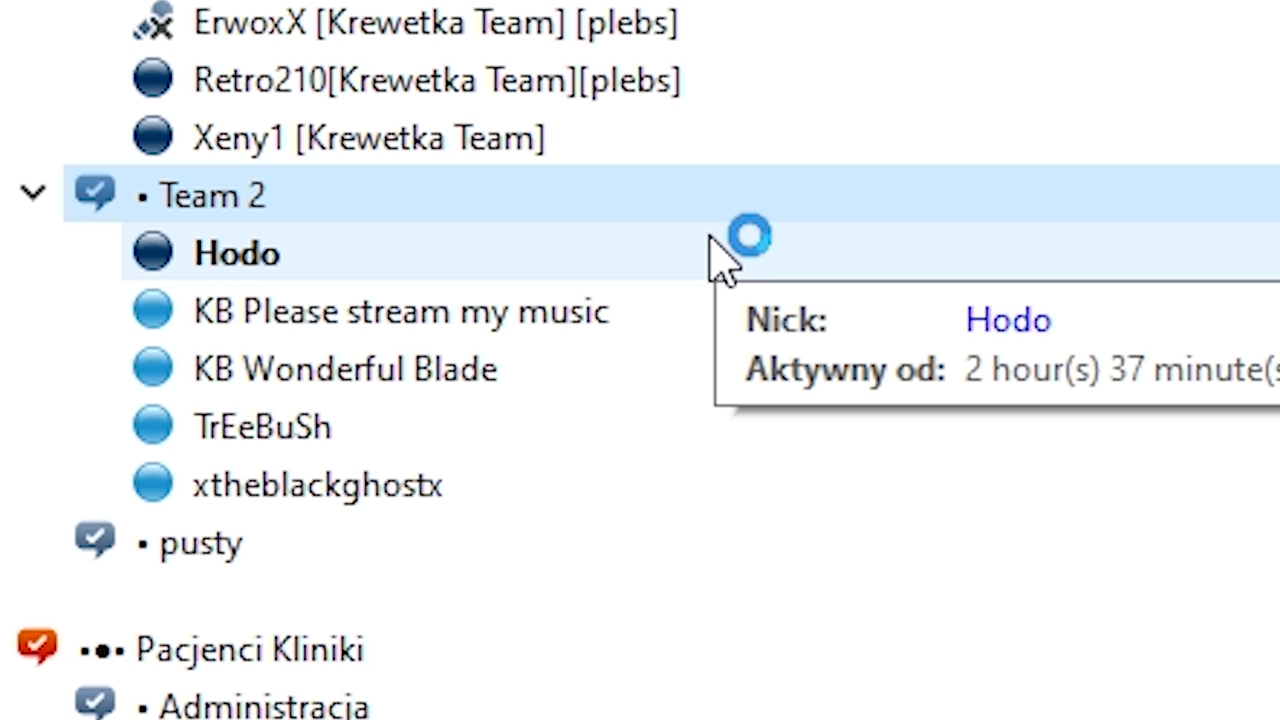 ErwoxX [Krewetka Team] [plebs]
Retro210[Krewetka Team][plebs]
Xeny1 [Krewetka Team]
• Team 2
Hodo
KB Please stream my music
KB Wonderful Blade
TrEeBuSh
xtheblackghostx
• pusty
•●• Pacjenci Kliniki
• Administracja
Nick: Hodo
Aktywny od: 2 hour(s) 37 minute(s